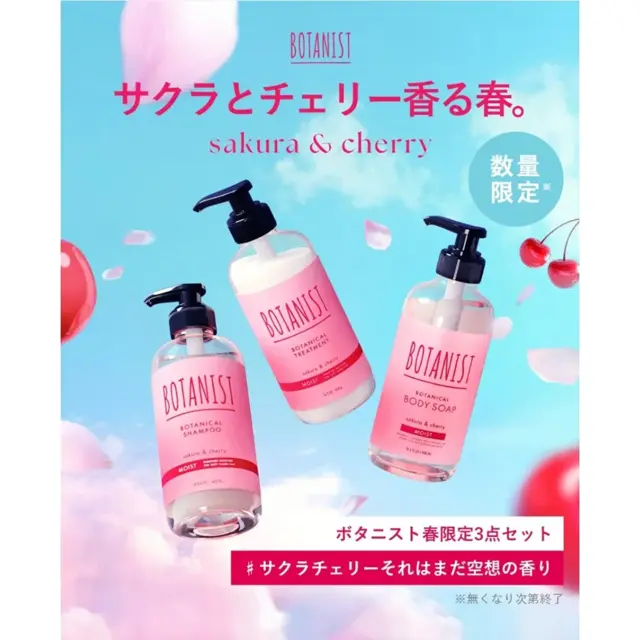 BOTANIST
サクラとチェリー香る春。
sakura & cherry
数量
限定※
BOTANIST
BOTANICAL
TREATMENT
sakura & cherry
MOIST
BOTANIST
BOTANICAL
BODY SOAP
sakura & cherry
MOIST
BOTANIST
BOTANICAL
SHAMPOO
sakura & cherry
MOIST
ボタニスト春限定3点セット
#サクラチェリーそれはまだ空想の香り
※無くなり次第終了